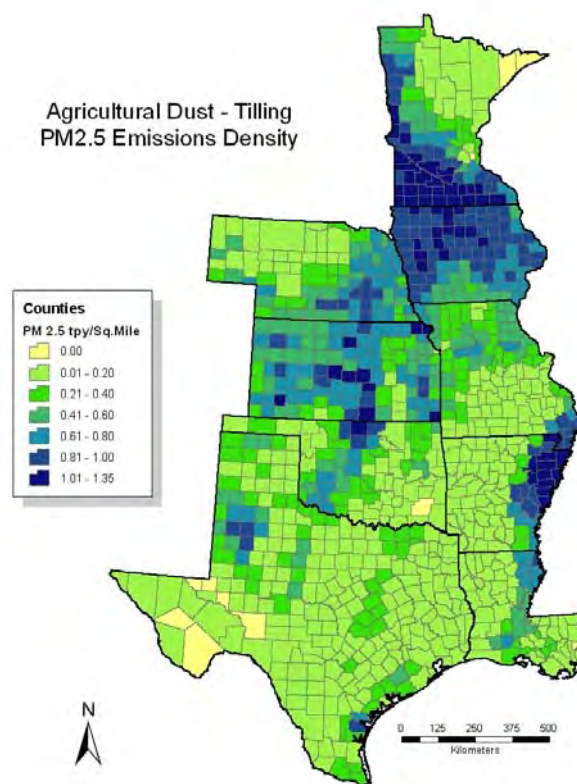 Agricultural Dust - Tilling
PM2.5 Emissions Density
Counties
PM 2.5 tpy/Sq.Mile
0.00
0.01 - 0.20
0.21 - 0.40
0.41 - 0.60
0.61 - 0.80
0.81 - 1.00
1.01 - 1.35
N
0 125 250 375 500
Kilometers